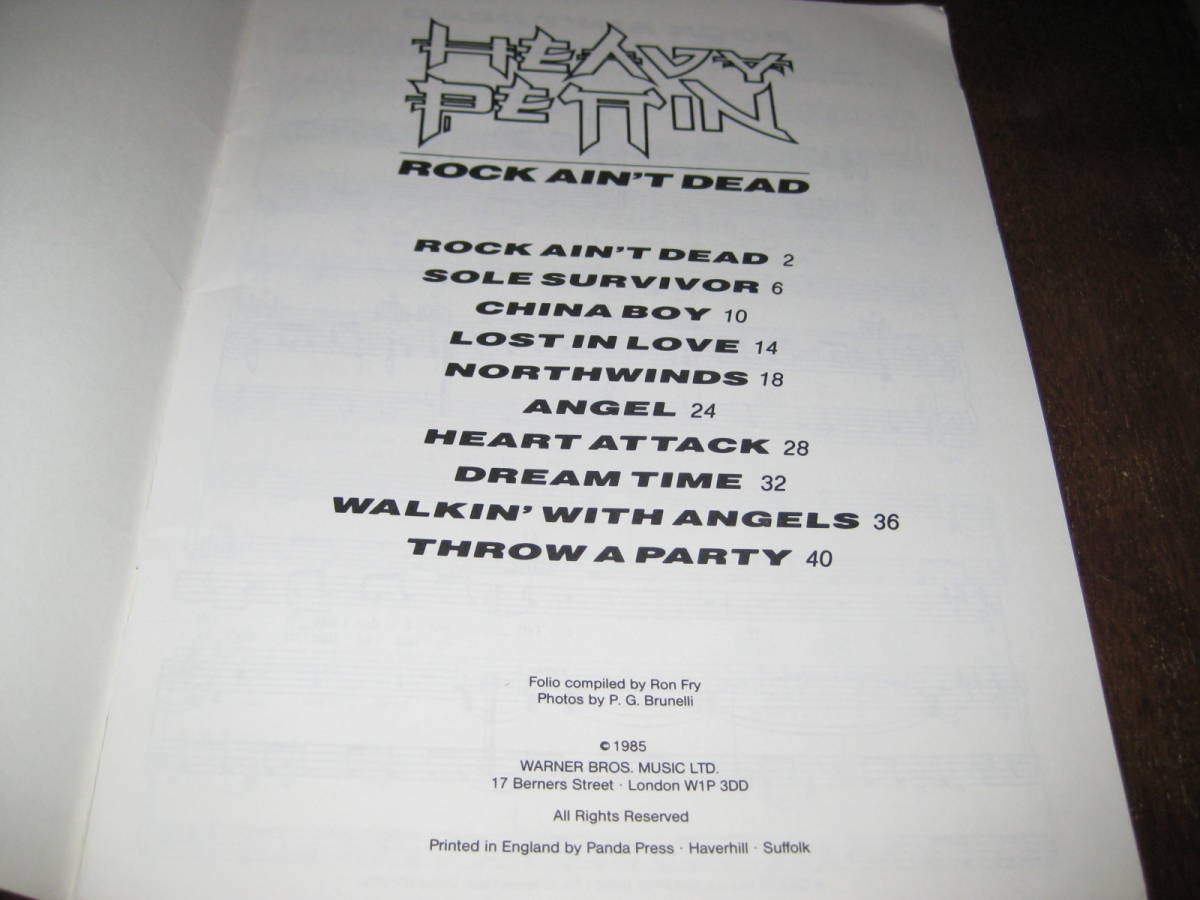 HEAVY
PETTIN
ROCK AIN'T DEAD
ROCK AIN'T DEAD 2
SOLE SURVIVOR 6
CHINA BOY 10
LOST IN LOVE 14
NORTHWINDS 18
ANGEL 24
HEART ATTACK 28
DREAM TIME 32
WALKIN' WITH ANGELS 36
THROW A PARTY 40
Folio compiled by Ron Fry
Photos by P. G. Brunelli
© 1985
WARNER BROS. MUSIC LTD.
17 Berners Street · London W1P 3DD
All Rights Reserved
Printed in England by Panda Press · Haverhill · Suffolk